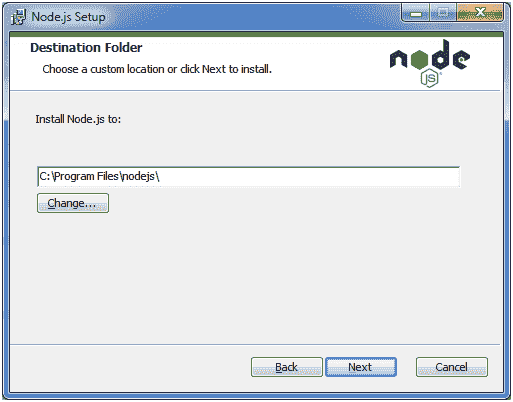 Node.js Setup
Destination Folder
Choose a custom location or click Next to install.
node
JS
Install Node.js to:
C:\Program Files\nodejs\
Change...
Back
Next
Cancel